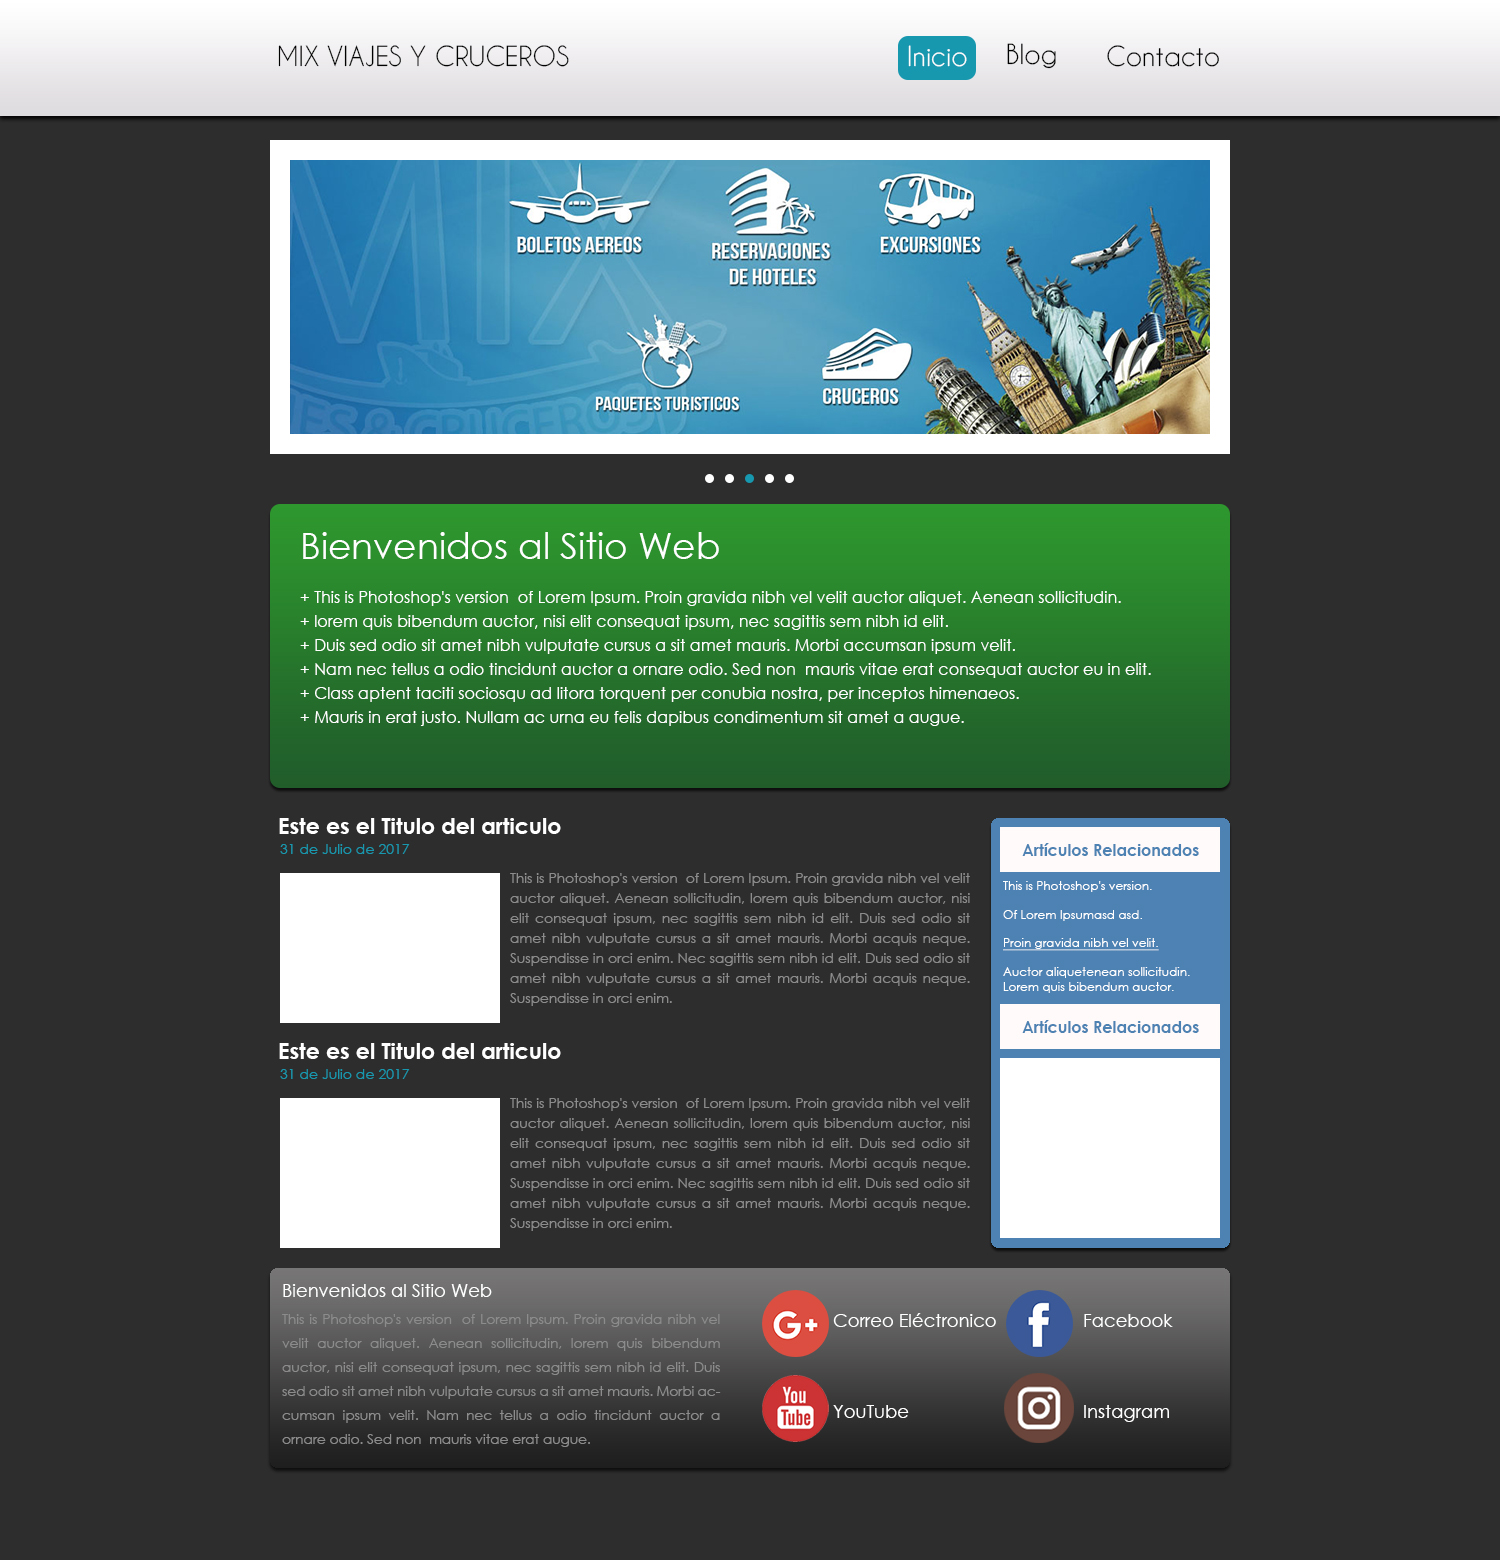 MIX VIAJES Y CRUCEROS
Inicio
Blog
Contacto
MIX
BOLETOS AEREOS
RESERVACIONES
DE HOTELES
EXCURSIONES
PAQUETES TURISTICOS
CRUCEROS
ES & CRUCEROS
Bienvenidos al Sitio Web
+ This is Photoshop's version  of Lorem Ipsum. Proin gravida nibh vel velit auctor aliquet. Aenean sollicitudin.
+ lorem quis bibendum auctor, nisi elit consequat ipsum, nec sagittis sem nibh id elit.
+ Duis sed odio sit amet nibh vulputate cursus a sit amet mauris. Morbi accumsan ipsum velit.
+ Nam nec tellus a odio tincidunt auctor a ornare odio. Sed non  mauris vitae erat consequat auctor eu in elit.
+ Class aptent taciti sociosqu ad litora torquent per conubia nostra, per inceptos himenaeos.
+ Mauris in erat justo. Nullam ac urna eu felis dapibus condimentum sit amet a augue.
Este es el Titulo del articulo
31 de Julio de 2017
This is Photoshop's version  of Lorem Ipsum. Proin gravida nibh vel velit
auctor aliquet. Aenean sollicitudin, lorem quis bibendum auctor, nisi
elit consequat ipsum, nec sagittis sem nibh id elit. Duis sed odio sit
amet nibh vulputate cursus a sit amet mauris. Morbi acquis neque.
Suspendisse in orci enim. Nec sagittis sem nibh id elit. Duis sed odio sit
amet nibh vulputate cursus a sit amet mauris. Morbi acquis neque.
Suspendisse in orci enim.
Este es el Titulo del articulo
31 de Julio de 2017
This is Photoshop's version  of Lorem Ipsum. Proin gravida nibh vel velit
auctor aliquet. Aenean sollicitudin, lorem quis bibendum auctor, nisi
elit consequat ipsum, nec sagittis sem nibh id elit. Duis sed odio sit
amet nibh vulputate cursus a sit amet mauris. Morbi acquis neque.
Suspendisse in orci enim. Nec sagittis sem nibh id elit. Duis sed odio sit
amet nibh vulputate cursus a sit amet mauris. Morbi acquis neque.
Suspendisse in orci enim.
Artículos Relacionados
This is Photoshop's version.
Of Lorem Ipsumasd asd.
Proin gravida nibh vel velit.
Auctor aliquetenean sollicitudin.
Lorem quis bibendum auctor.
Artículos Relacionados
Bienvenidos al Sitio Web
This is Photoshop's version  of Lorem Ipsum. Proin gravida nibh vel
velit auctor aliquet. Aenean sollicitudin, lorem quis bibendum
auctor, nisi elit consequat ipsum, nec sagittis sem nibh id elit. Duis
sed odio sit amet nibh vulputate cursus a sit amet mauris. Morbi ac-
cumsan ipsum velit. Nam nec tellus a odio tincidunt auctor a
ornare odio. Sed non  mauris vitae erat augue.
G+ Correo Eléctronico
f Facebook
You
Tube
YouTube
Instagram